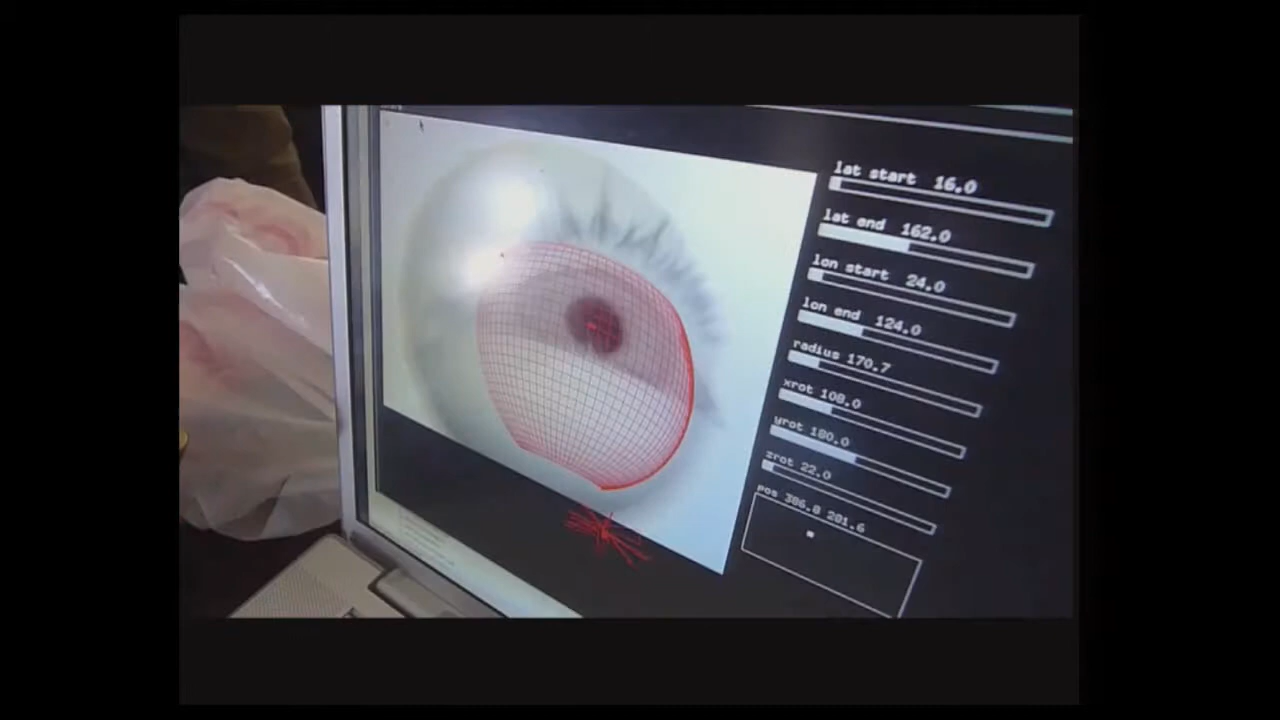 lat start 16.0
lat end 162.0
lon start 24.0
lon end 124.0
radius 170.7
xrot 108.0
yrot 180.0
zrot 22.0
pos 386.8 281.6